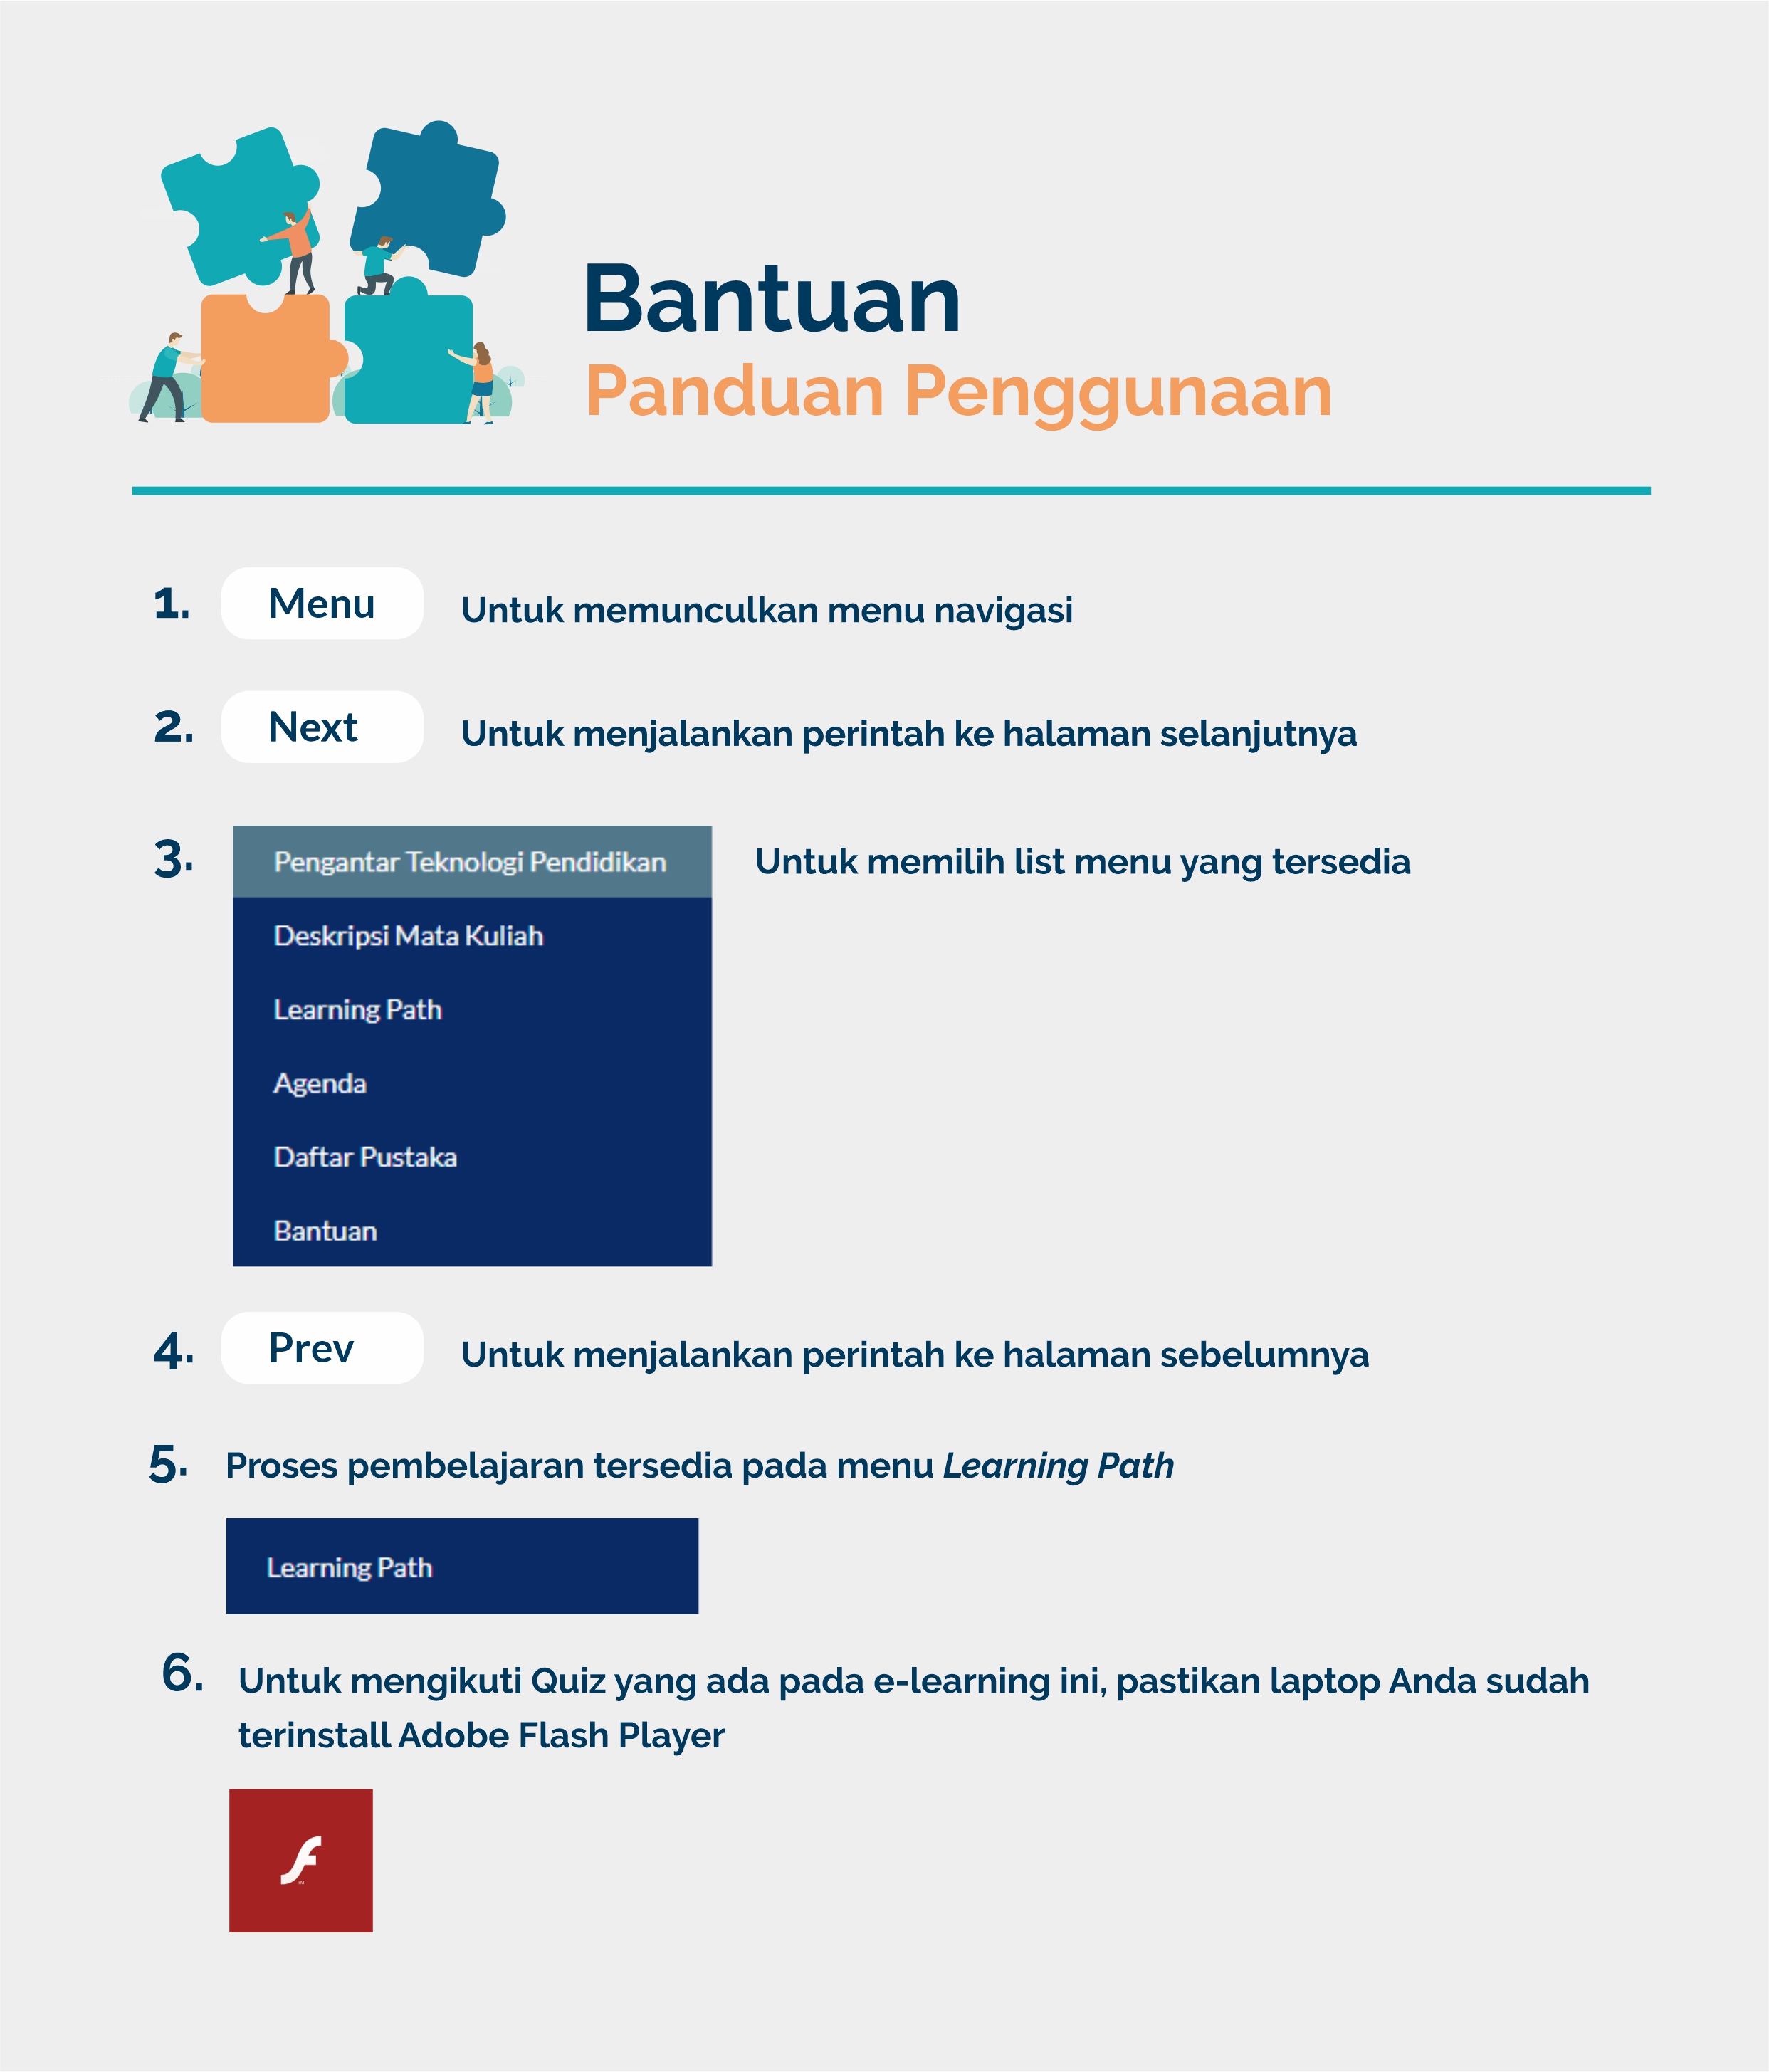 Bantuan
Panduan Penggunaan
1. Menu Untuk memunculkan menu navigasi
2. Next Untuk menjalankan perintah ke halaman selanjutnya
3. Pengantar Teknologi Pendidikan Untuk memilih list menu yang tersedia
Deskripsi Mata Kuliah
Learning Path
Agenda
Daftar Pustaka
Bantuan
4. Prev Untuk menjalankan perintah ke halaman sebelumnya
5. Proses pembelajaran tersedia pada menu Learning Path
Learning Path
6. Untuk mengikuti Quiz yang ada pada e-learning ini, pastikan laptop Anda sudah
terinstall Adobe Flash Player